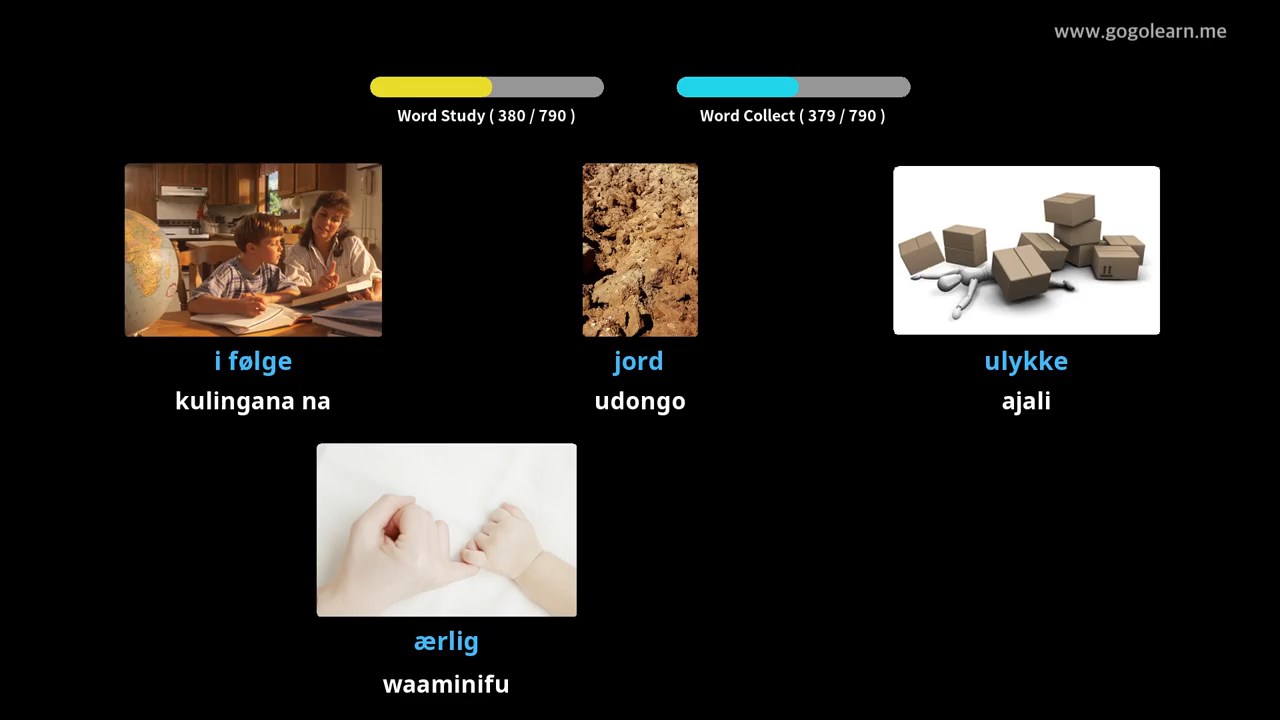 www.gogolearn.me
Word Study ( 380 / 790 )
Word Collect ( 379 / 790 )
i følge
kulingana na
jord
udongo
ulykke
ajali
ærlig
waaminifu